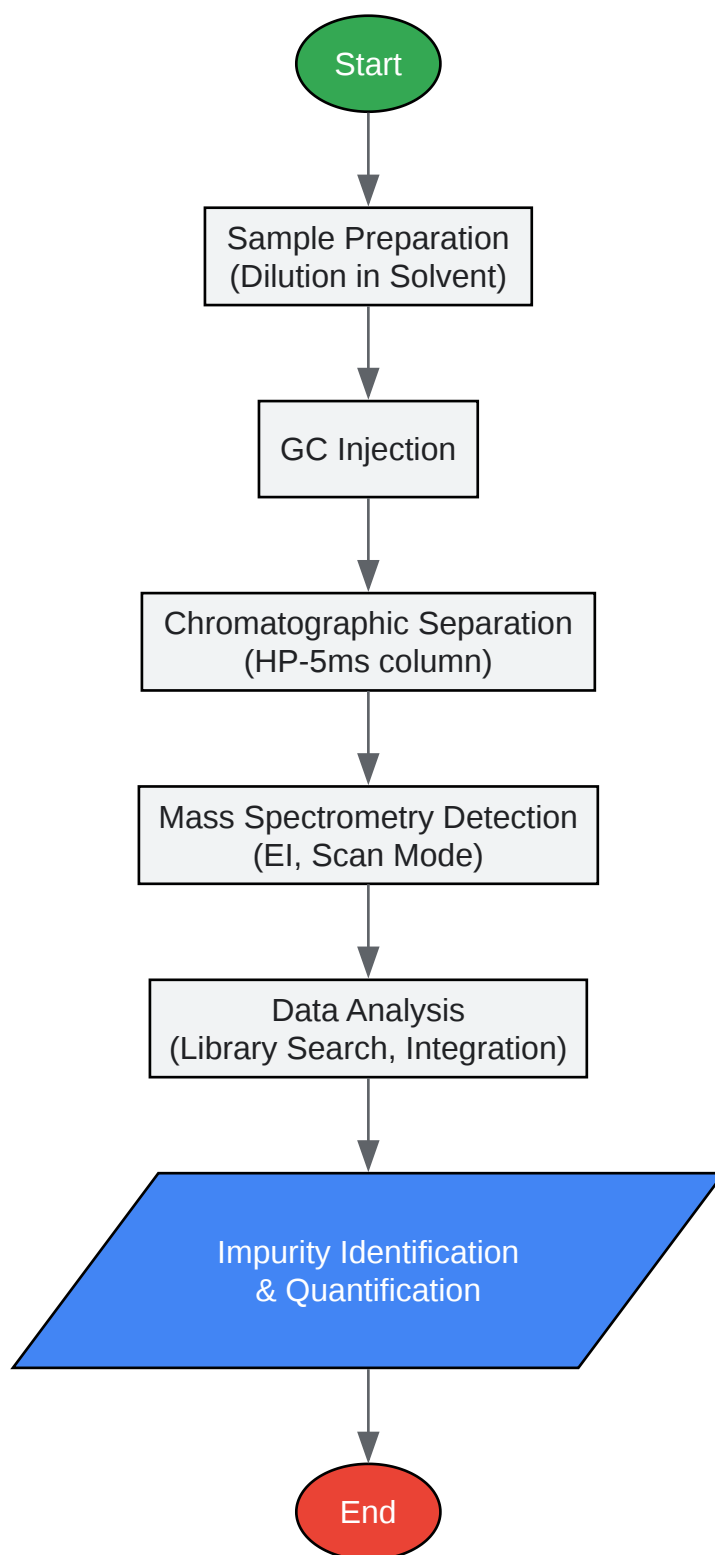 Start
Sample Preparation
(Dilution in Solvent)
GC Injection
Chromatographic Separation
(HP-5ms column)
Mass Spectrometry Detection
(EI, Scan Mode)
Data Analysis
(Library Search, Integration)
Impurity Identification
& Quantification
End